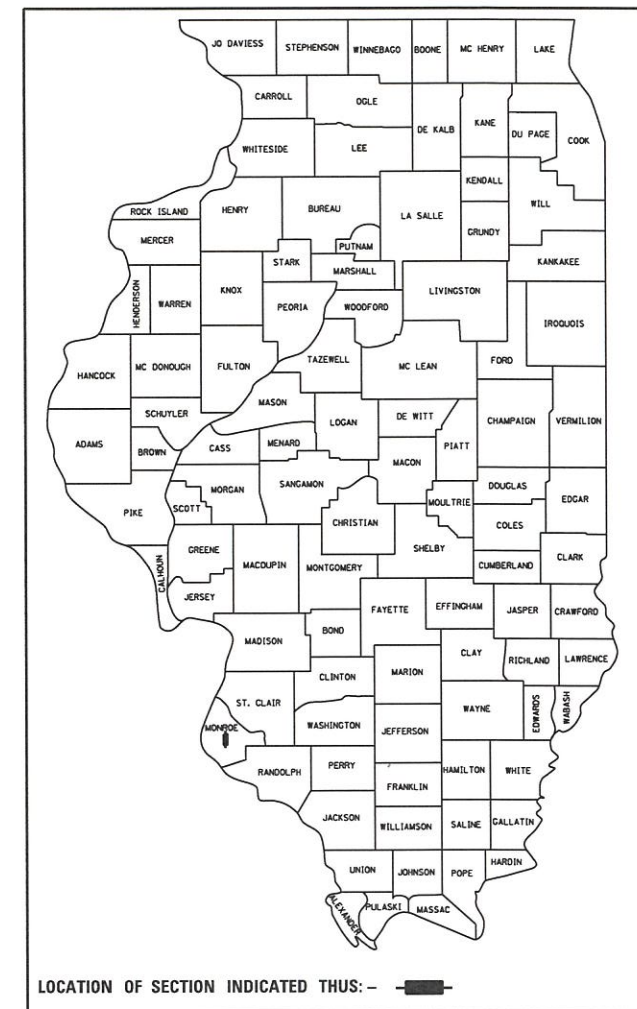 JO DAVIESS STEPHENSON WINNEBAGO BOONE MC HENRY LAKE
CARROLL OGLE DE KALB KANE DU PAGE COOK
WHITESIDE LEE
KENDALL
ROCK ISLAND HENRY BUREAU LA SALLE WILL
MERCER PUTNAM GRUNDY
STARK MARSHALL KANKAKEE
HENDERSON WARREN KNOX PEORIA WOODFORD LIVINGSTON
IROQUOIS
HANCOCK MC DONOUGH FULTON TAZEWELL MC LEAN FORD
MASON
SCHUYLER LOGAN DE WITT CHAMPAIGN VERMILION
ADAMS BROWN CASS MENARD PIATT
MACON
MORGAN SANGAMON DOUGLAS
PIKE SCOTT CHRISTIAN MOULTRIE COLES EDGAR
GREENE MACOUPIN MONTGOMERY SHELBY CUMBERLAND CLARK
CALHOUN JERSEY
FAYETTE EFFINGHAM JASPER CRAWFORD
MADISON BOND
CLAY RICHLAND LAWRENCE
CLINTON MARION
ST. CLAIR WAYNE EDWARDS WABASH
MONROE WASHINGTON JEFFERSON
RANDOLPH PERRY HAMILTON WHITE
FRANKLIN
JACKSON WILLIAMSON SALINE GALLATIN
UNION JOHNSON POPE HARDIN
ALEXANDER PULASKI MASSAC
LOCATION OF SECTION INDICATED THUS: –